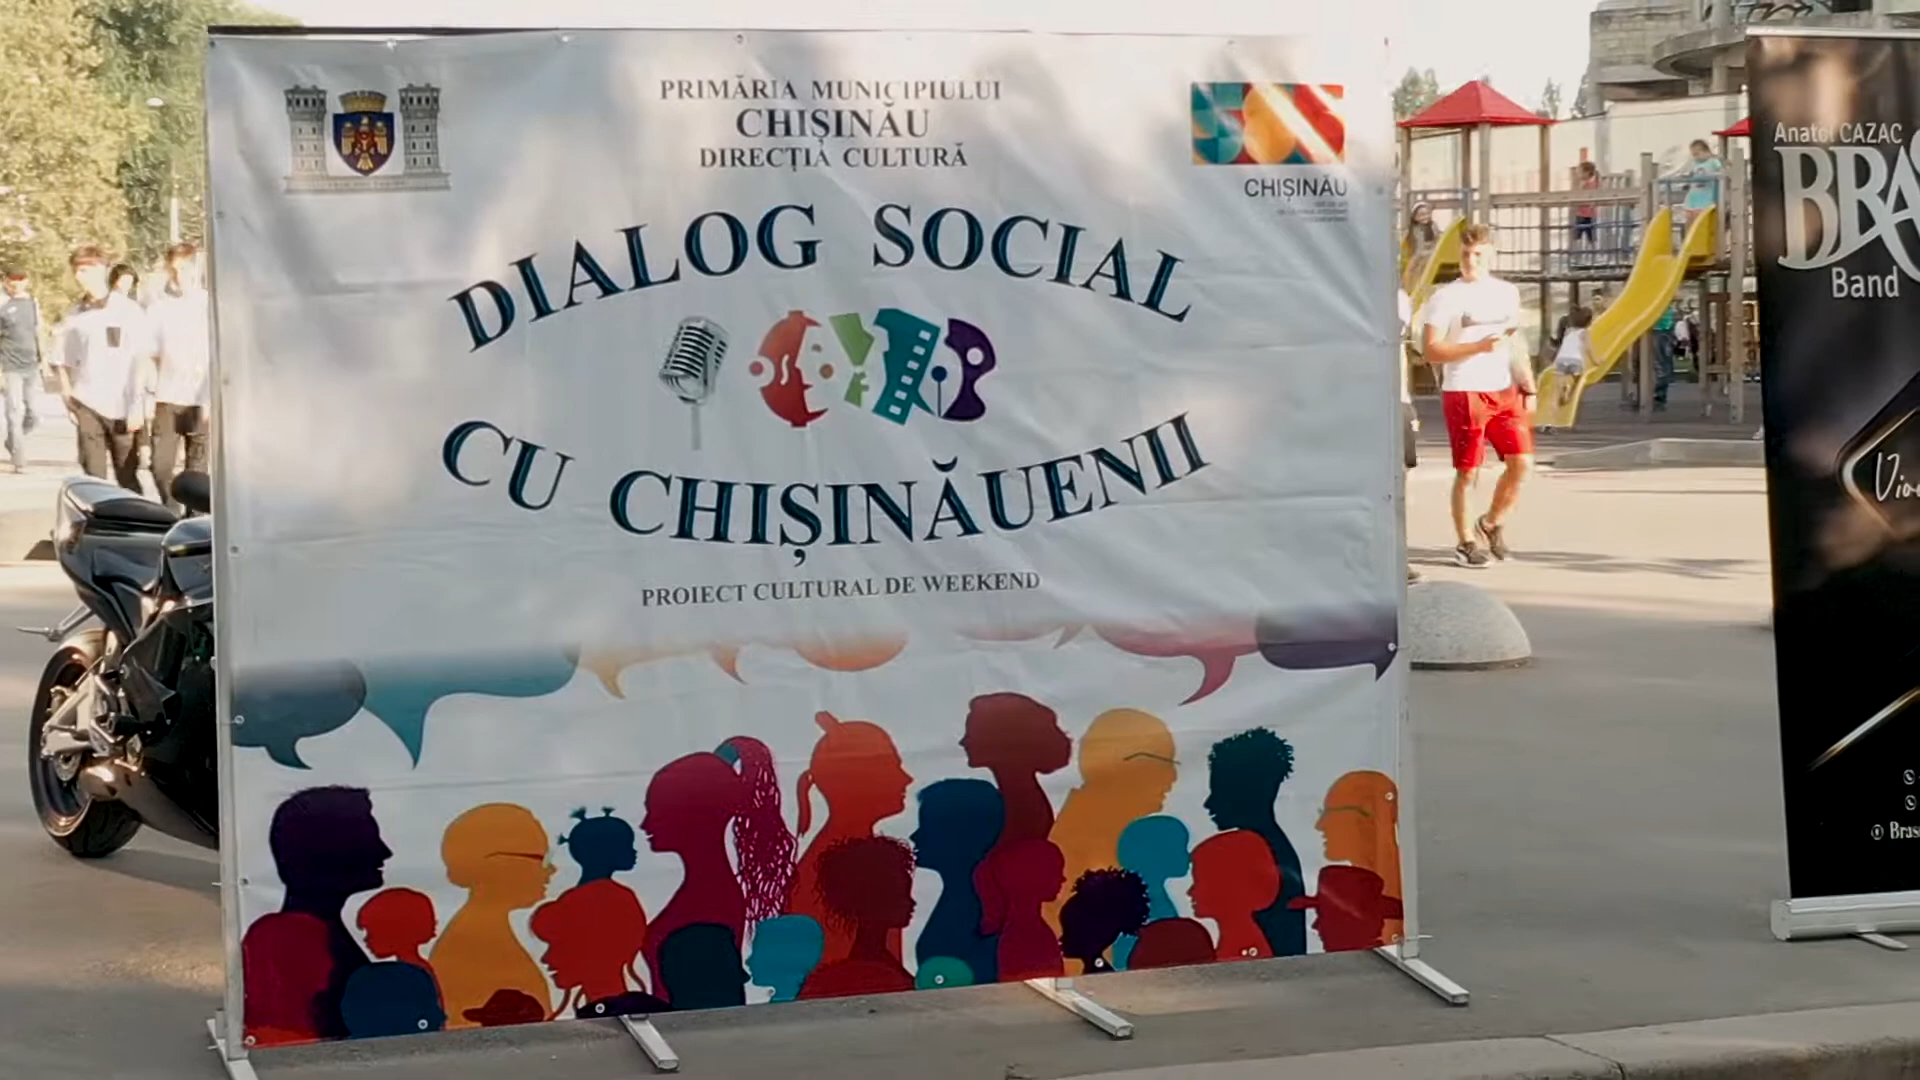 PRIMĂRIA MUNICIPIULUI
CHIȘINĂU
DIRECȚIA CULTURĂ
CHIȘINĂU
DIALOG SOCIAL
CU CHIȘINĂUENII
PROIECT CULTURAL DE WEEKEND
Anatol CAZAC
Band